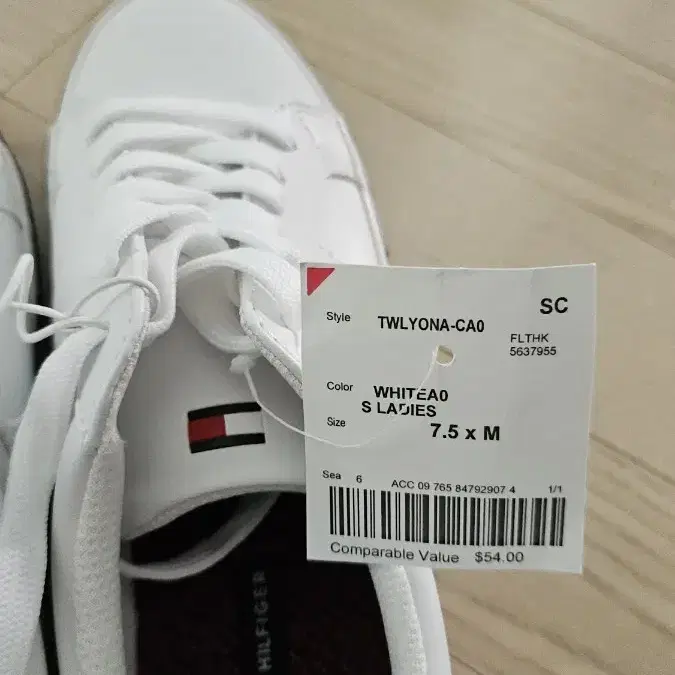 SC
Style TWLYONA-CA0
FLTHK
5637955
Color WHITEA0
S LADIES
Size 7.5 x M
Sea 6 ACC 09 765 84792907 4 1/1
Comparable Value $54.00
HILFIGER